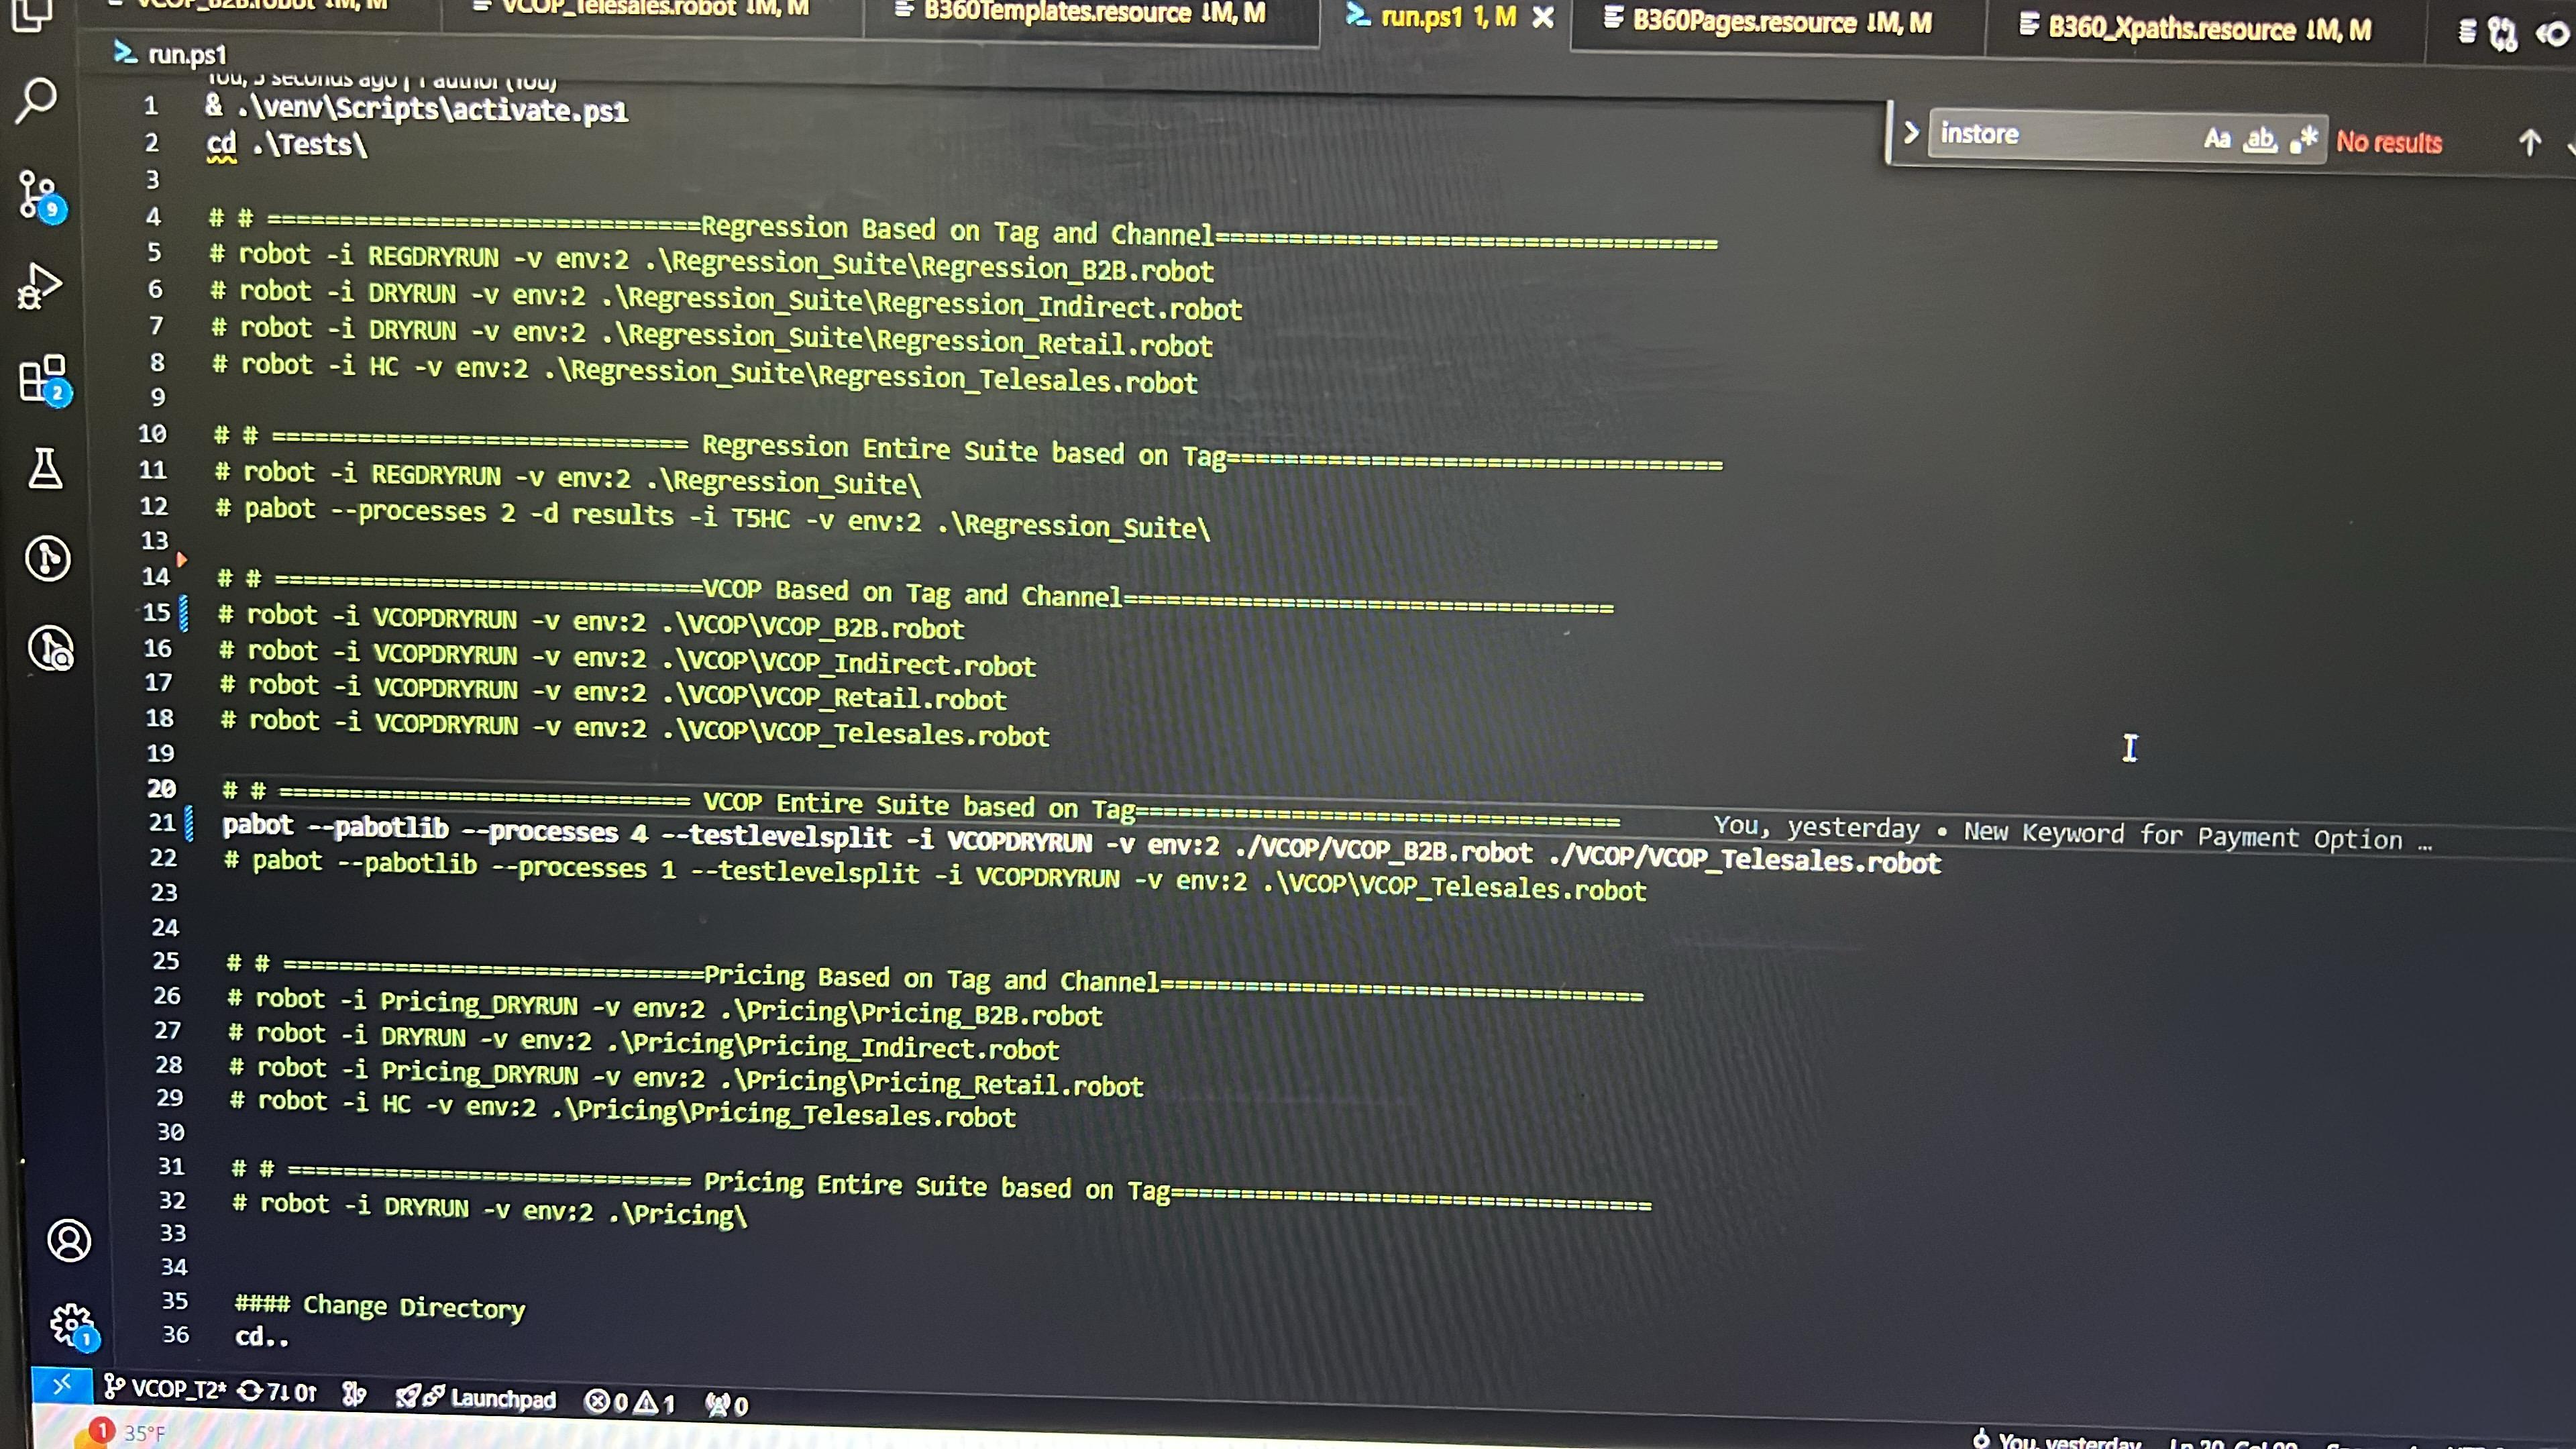 VCOP_B2B.robot ↓M, M
VCOP_Telesales.robot ↓M, M
B360Templates.resource ↓M, M
run.ps1 1, M
B360Pages.resource ↓M, M
B360_Xpaths.resource ↓M, M
run.ps1
You, 5 seconds ago | 1 author (You)
instore
Aa ab .*
No results
1 & .\venv\Scripts\activate.ps1
2 cd .\Tests\
3
4 # # ==============================Regression Based on Tag and Channel===================================
5 # robot -i REGDRYRUN -v env:2 .\Regression_Suite\Regression_B2B.robot
6 # robot -i DRYRUN -v env:2 .\Regression_Suite\Regression_Indirect.robot
7 # robot -i DRYRUN -v env:2 .\Regression_Suite\Regression_Retail.robot
8 # robot -i HC -v env:2 .\Regression_Suite\Regression_Telesales.robot
9
10 # # ============================= Regression Entire Suite based on Tag===================================
11 # robot -i REGDRYRUN -v env:2 .\Regression_Suite\
12 # pabot --processes 2 -d results -i T5HC -v env:2 .\Regression_Suite\
13
14 # # ==============================VCOP Based on Tag and Channel===================================
15 # robot -i VCOPDRYRUN -v env:2 .\VCOP\VCOP_B2B.robot
16 # robot -i VCOPDRYRUN -v env:2 .\VCOP\VCOP_Indirect.robot
17 # robot -i VCOPDRYRUN -v env:2 .\VCOP\VCOP_Retail.robot
18 # robot -i VCOPDRYRUN -v env:2 .\VCOP\VCOP_Telesales.robot
19
20 # # ============================= VCOP Entire Suite based on Tag=================================== You, yesterday • New Keyword for Payment Option …
21 pabot --pabotlib --processes 4 --testlevelsplit -i VCOPDRYRUN -v env:2 ./VCOP/VCOP_B2B.robot ./VCOP/VCOP_Telesales.robot
22 # pabot --pabotlib --processes 1 --testlevelsplit -i VCOPDRYRUN -v env:2 .\VCOP\VCOP_Telesales.robot
23
24
25 # # ==============================Pricing Based on Tag and Channel===================================
26 # robot -i Pricing_DRYRUN -v env:2 .\Pricing\Pricing_B2B.robot
27 # robot -i DRYRUN -v env:2 .\Pricing\Pricing_Indirect.robot
28 # robot -i Pricing_DRYRUN -v env:2 .\Pricing\Pricing_Retail.robot
29 # robot -i HC -v env:2 .\Pricing\Pricing_Telesales.robot
30
31 # # ============================= Pricing Entire Suite based on Tag===================================
32 # robot -i DRYRUN -v env:2 .\Pricing\
33
34
35 #### Change Directory
36 cd..
9
2
1
VCOP_T2* 7↓ 0↑ Launchpad 0 1 0
You, yesterday
1 35°F